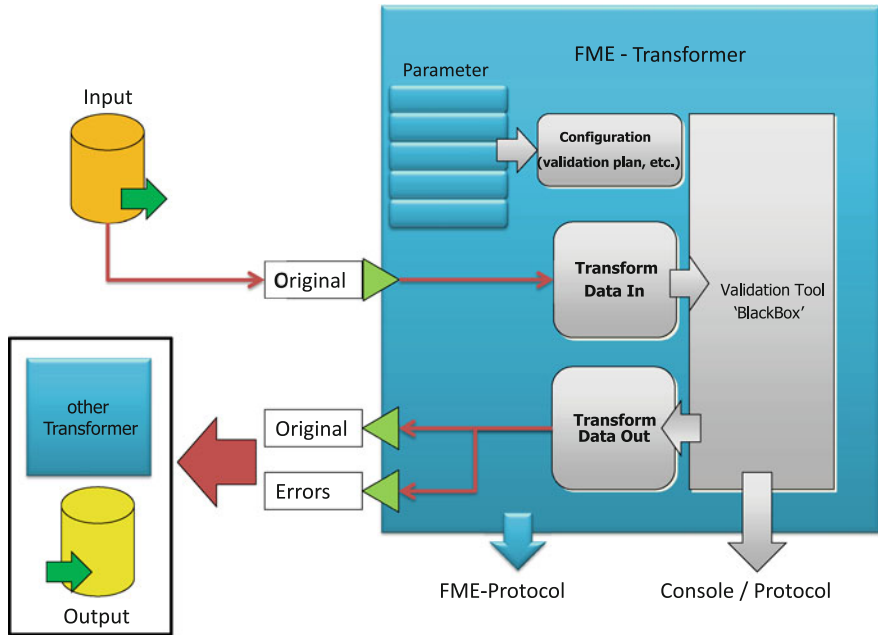 FME - Transformer
Parameter
Input
Configuration
(validation plan, etc.)
Original
Transform
Data In
Validation Tool
'BlackBox'
other
Transformer
Original
Transform
Data Out
Errors
Output
FME-Protocol
Console / Protocol